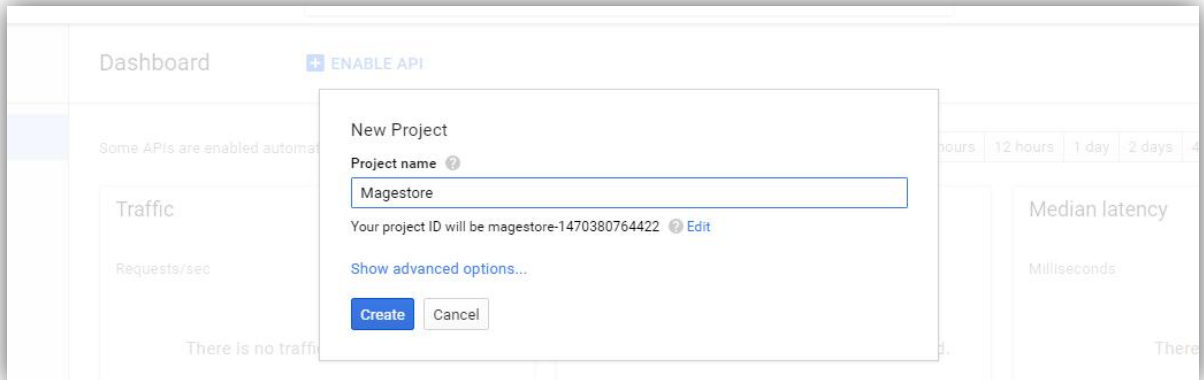 Dashboard
ENABLE API
New Project
Project name
Some APIs are enabled
hours 12 hours 1 day 2 days 4
Magestore
Traffic
Median latency
Your project ID will be magestore-1470380764422 Edit
Requests/sec
Show advanced options...
Milliseconds
Create
Cancel
There is no
d.
There